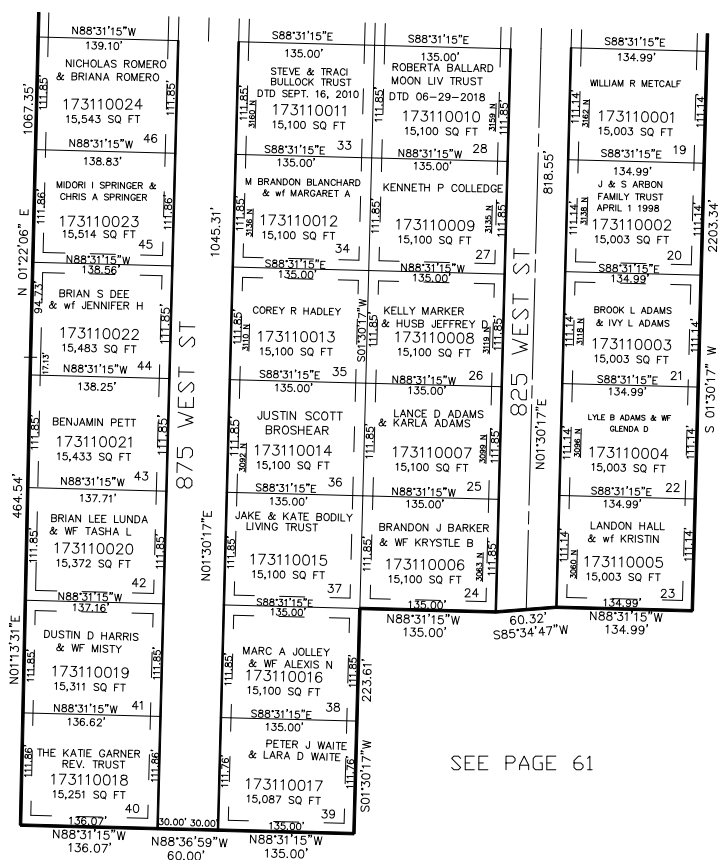 N88°31'15"W
139.10'
NICHOLAS ROMERO
& BRIANA ROMERO
111.85'
111.85'
173110024
15,543 SQ FT
1067.35'
46
N88°31'15"W
138.83'
MIDORI I SPRINGER &
CHRIS A SPRINGER
111.86'
111.86'
173110023
15,514 SQ FT
45
N 01°22'06" E
N88°31'15"W
138.56'
94.73'
BRIAN S DEE
& wf JENNIFER H
111.85'
173110022
15,483 SQ FT
17.13'
44
N88°31'15"W
138.25'
BENJAMIN PETT
111.85'
111.85'
173110021
15,433 SQ FT
43
N88°31'15"W
137.71'
464.54'
BRIAN LEE LUNDA
& WF TASHA L
111.85'
111.85'
173110020
15,372 SQ FT
42
N88°31'15"W
137.16'
N01°13'31"E
DUSTIN D HARRIS
& WF MISTY
111.85'
111.85'
173110019
15,311 SQ FT
41
N88°31'15"W
136.62'
THE KATIE GARNER
REV. TRUST
111.86'
111.86'
173110018
15,251 SQ FT
40
136.07'
N88°31'15"W
136.07'
1045.31'
875 WEST ST
N01°30'17"E
30.00' 30.00'
N88°36'59"W
60.00'
S88°31'15"E
135.00'
STEVE & TRACI
BULLOCK TRUST
DTD SEPT. 16, 2010
111.85'
3160 N
173110011
15,100 SQ FT
33
S88°31'15"E
135.00'
M BRANDON BLANCHARD
& wf MARGARET A
111.85'
3136 N
173110012
15,100 SQ FT
34
S88°31'15"E
135.00'
COREY R HADLEY
111.85'
3110 N
173110013
15,100 SQ FT
S01°30'17"W
35
S88°31'15"E
135.00'
JUSTIN SCOTT
BROSHEAR
111.85'
3092 N
173110014
15,100 SQ FT
36
S88°31'15"E
135.00'
JAKE & KATE BODILY
LIVING TRUST
111.85'
173110015
15,100 SQ FT
37
S88°31'15"E
135.00'
MARC A JOLLEY
& WF ALEXIS N
111.85'
111.85'
173110016
15,100 SQ FT
38
223.61'
S88°31'15"E
135.00'
PETER J WAITE
& LARA D WAITE
111.76'
111.76'
173110017
15,087 SQ FT
39
S01°30'17"W
135.00'
N88°31'15"W
135.00'
S88°31'15"E
135.00'
ROBERTA BALLARD
MOON LIV TRUST
DTD 06-29-2018
111.85'
3159 N
111.85'
173110010
15,100 SQ FT
28
N88°31'15"W
135.00'
KENNETH P COLLEDGE
111.85'
3135 N
111.85'
173110009
15,100 SQ FT
27
N88°31'15"W
135.00'
KELLY MARKER
& HUSB JEFFREY D
111.85'
3119 N
111.85'
173110008
15,100 SQ FT
26
N88°31'15"W
135.00'
LANCE D ADAMS
& KARLA ADAMS
111.85'
3099 N
111.85'
173110007
15,100 SQ FT
25
N88°31'15"W
135.00'
BRANDON J BARKER
& WF KRYSTLE B
111.85'
3063 N
111.85'
173110006
15,100 SQ FT
24
135.00'
N88°31'15"W
135.00'
818.55'
825 WEST ST
N01°30'17"E
60.32'
S85°34'47"W
S88°31'15"E
134.99'
WILLIAM R METCALF
111.14'
3162 N
111.14'
173110001
15,003 SQ FT
19
S88°31'15"E
134.99'
J & S ARBON
FAMILY TRUST
APRIL 1 1998
111.14'
3138 N
111.14'
173110002
15,003 SQ FT
20
2203.34'
S88°31'15"E
134.99'
BROOK L ADAMS
& IVY L ADAMS
111.14'
3118 N
111.14'
173110003
15,003 SQ FT
21
S88°31'15"E
134.99'
S 01°30'17" W
LYLE B ADAMS & WF
GLENDA D
111.14'
3096 N
111.14'
173110004
15,003 SQ FT
22
S88°31'15"E
134.99'
LANDON HALL
& wf KRISTIN
111.14'
3060 N
111.14'
173110005
15,003 SQ FT
23
134.99'
N88°31'15"W
134.99'
SEE PAGE 61